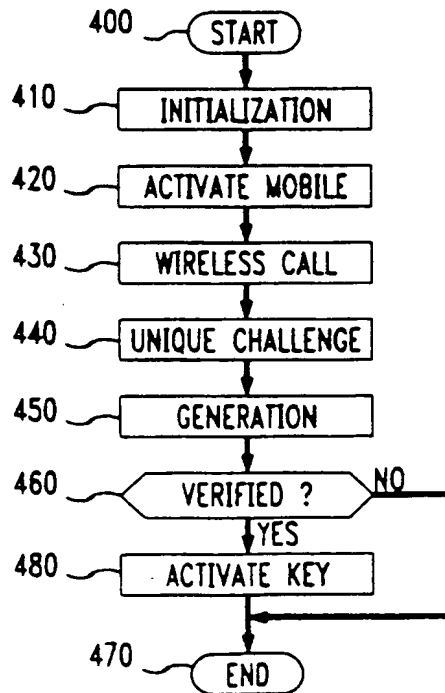 400 START
410 INITIALIZATION
420 ACTIVATE MOBILE
430 WIRELESS CALL
440 UNIQUE CHALLENGE
450 GENERATION
460 VERIFIED ? NO
YES
480 ACTIVATE KEY
470 END